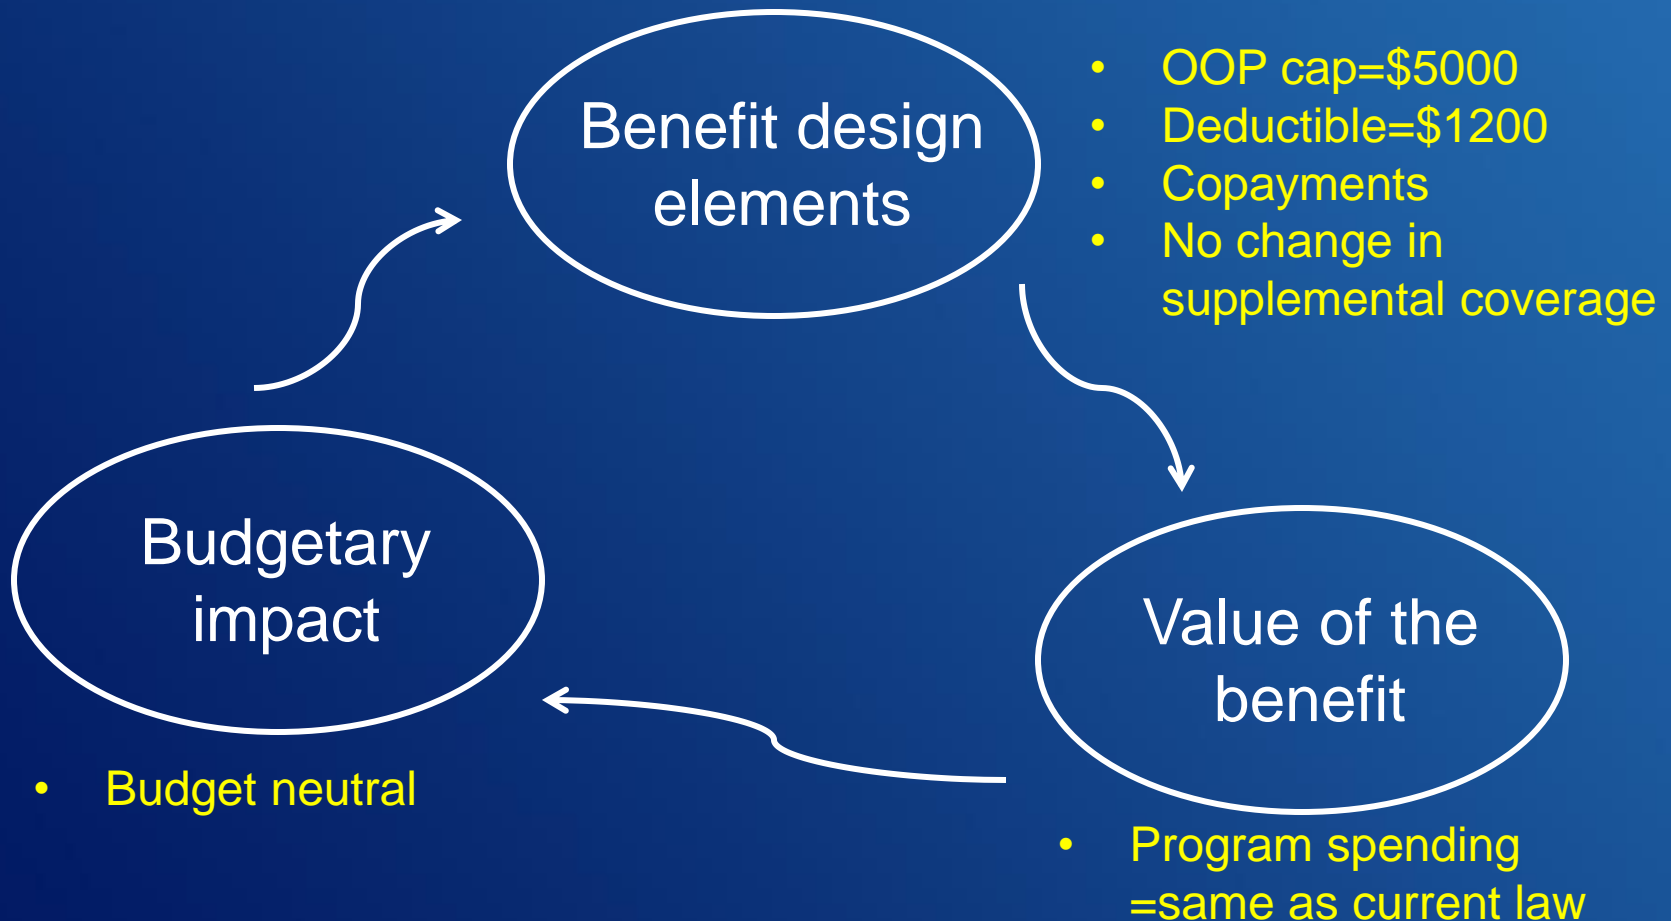 Benefit design
elements
• OOP cap=$5000
• Deductible=$1200
• Copayments
• No change in
supplemental coverage
Budgetary
impact
• Budget neutral
Value of the
benefit
• Program spending
=same as current law